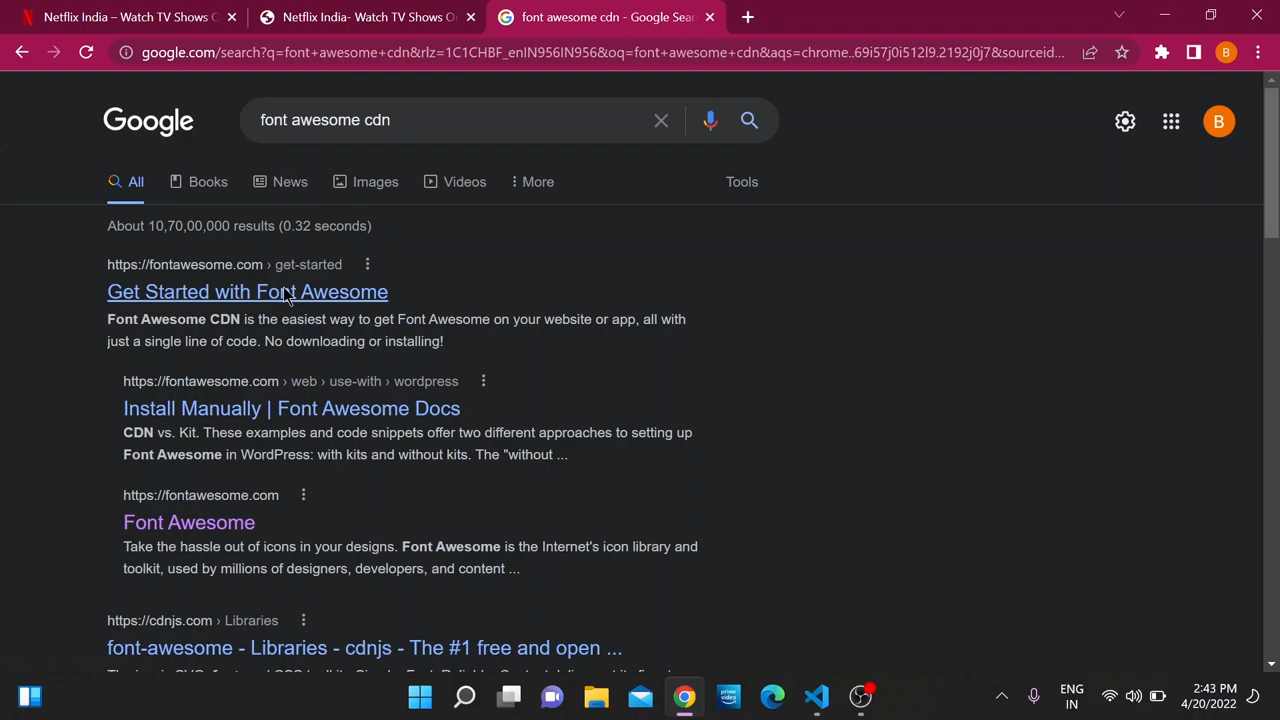 Netflix India – Watch TV Shows O
Netflix India- Watch TV Shows On
font awesome cdn - Google Sear
google.com/search?q=font+awesome+cdn&rlz=1C1CHBF_enIN956IN956&oq=font+awesome+cdn&aqs=chrome..69i57j0i512l9.2192j0j7&sourceid...
B
Google
font awesome cdn
B
All
Books
News
Images
Videos
More
Tools
About 10,70,00,000 results (0.32 seconds)
https://fontawesome.com › get-started
Get Started with Font Awesome
Font Awesome CDN is the easiest way to get Font Awesome on your website or app, all with
just a single line of code. No downloading or installing!
https://fontawesome.com › web › use-with › wordpress
Install Manually | Font Awesome Docs
CDN vs. Kit. These examples and code snippets offer two different approaches to setting up
Font Awesome in WordPress: with kits and without kits. The "without ...
https://fontawesome.com
Font Awesome
Take the hassle out of icons in your designs. Font Awesome is the Internet's icon library and
toolkit, used by millions of designers, developers, and content ...
https://cdnjs.com › Libraries
font-awesome - Libraries - cdnjs - The #1 free and open ...
prime video
ENG
IN
2:43 PM
4/20/2022